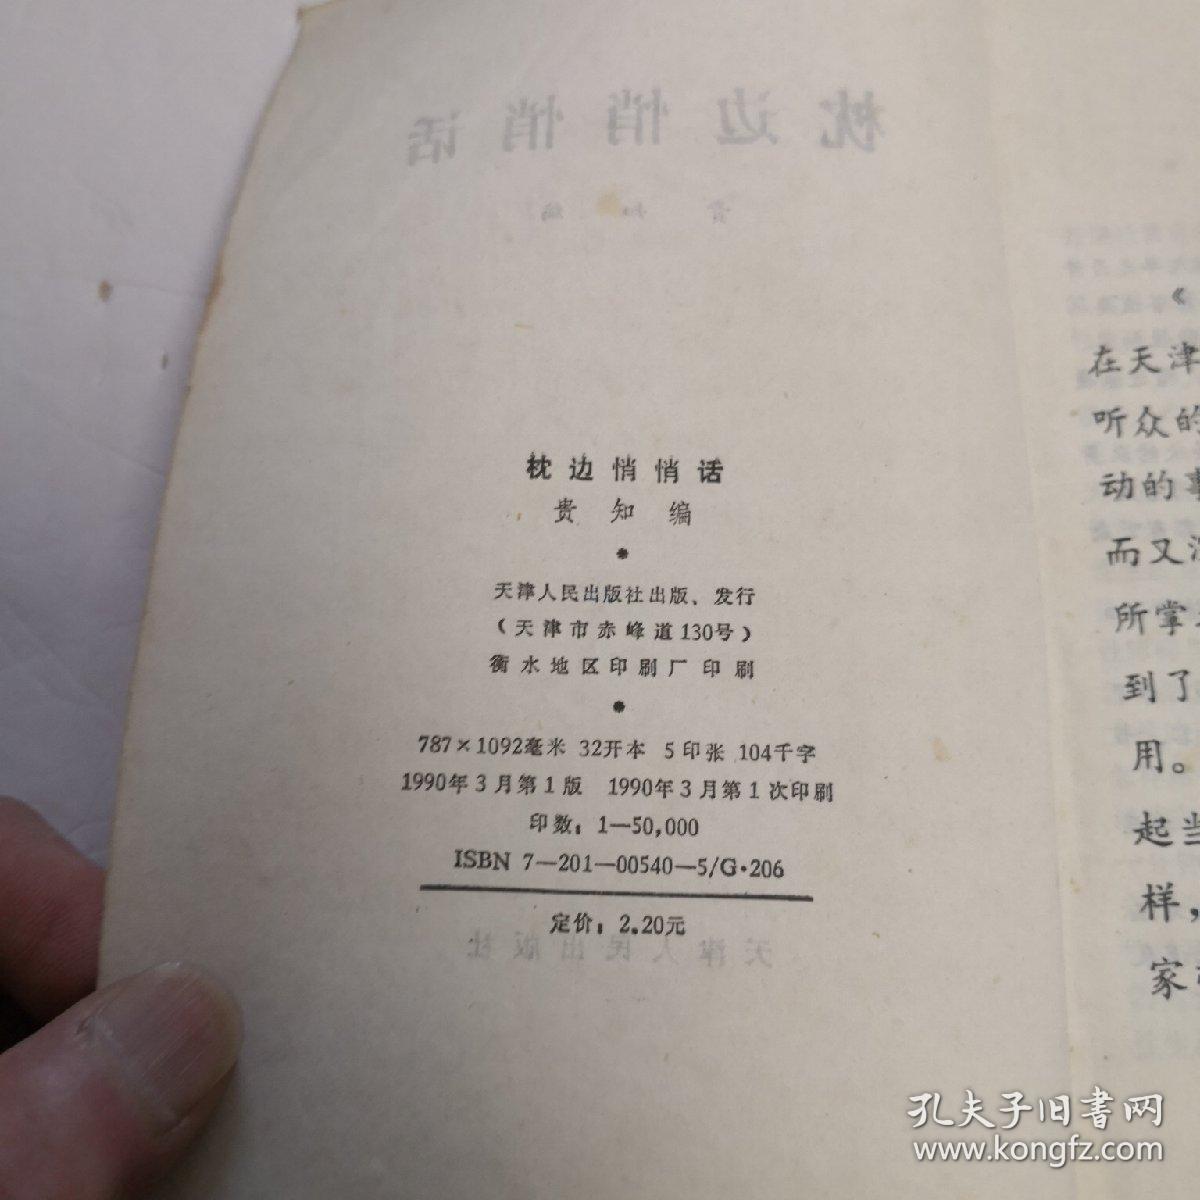 枕边悄悄话
贵知编
天津人民出版社出版、发行
(天津市赤峰道130号)
衡水地区印刷厂印刷
787×1092毫米 32开本 5印张 104千字
1990年3月第1版 1990年3月第1次印刷
印数:1—50,000
ISBN 7—201—00540—5/G·206
定价:2.20元
《
在天津
听众的
动的事
而又
所掌
到了
用。
起当
样,
家
枕边悄悄话
贵知编
天津人民出版社
孔夫子旧书网
www.kongfz.com